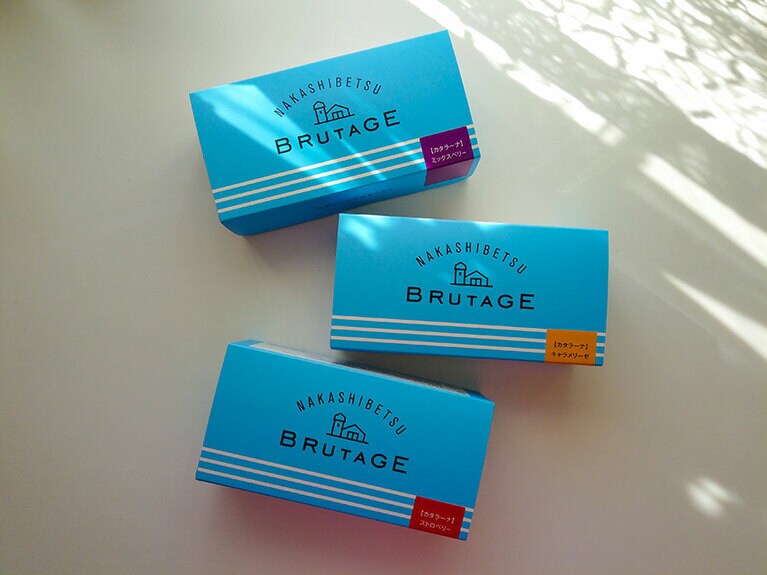 NAKASHIBETSU
BRUTAGE
【カタラーナ】
ミックスベリー
NAKASHIBETSU
BRUTAGE
【カタラーナ】
キャラメリーゼ
NAKASHIBETSU
BRUTAGE
【カタラーナ】
ストロベリー